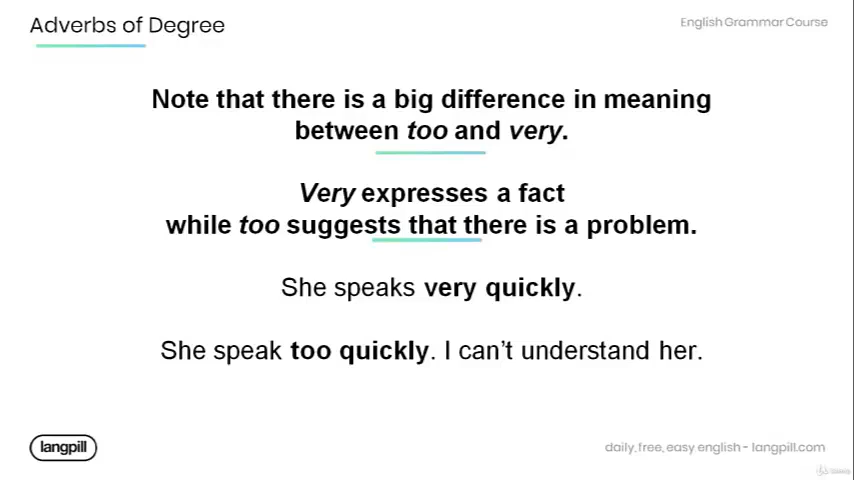 Adverbs of Degree
English Grammar Course
Note that there is a big difference in meaning
between too and very.
Very expresses a fact
while too suggests that there is a problem.
She speaks very quickly.
She speak too quickly. I can't understand her.
langpill
daily, free, easy english - langpill.com